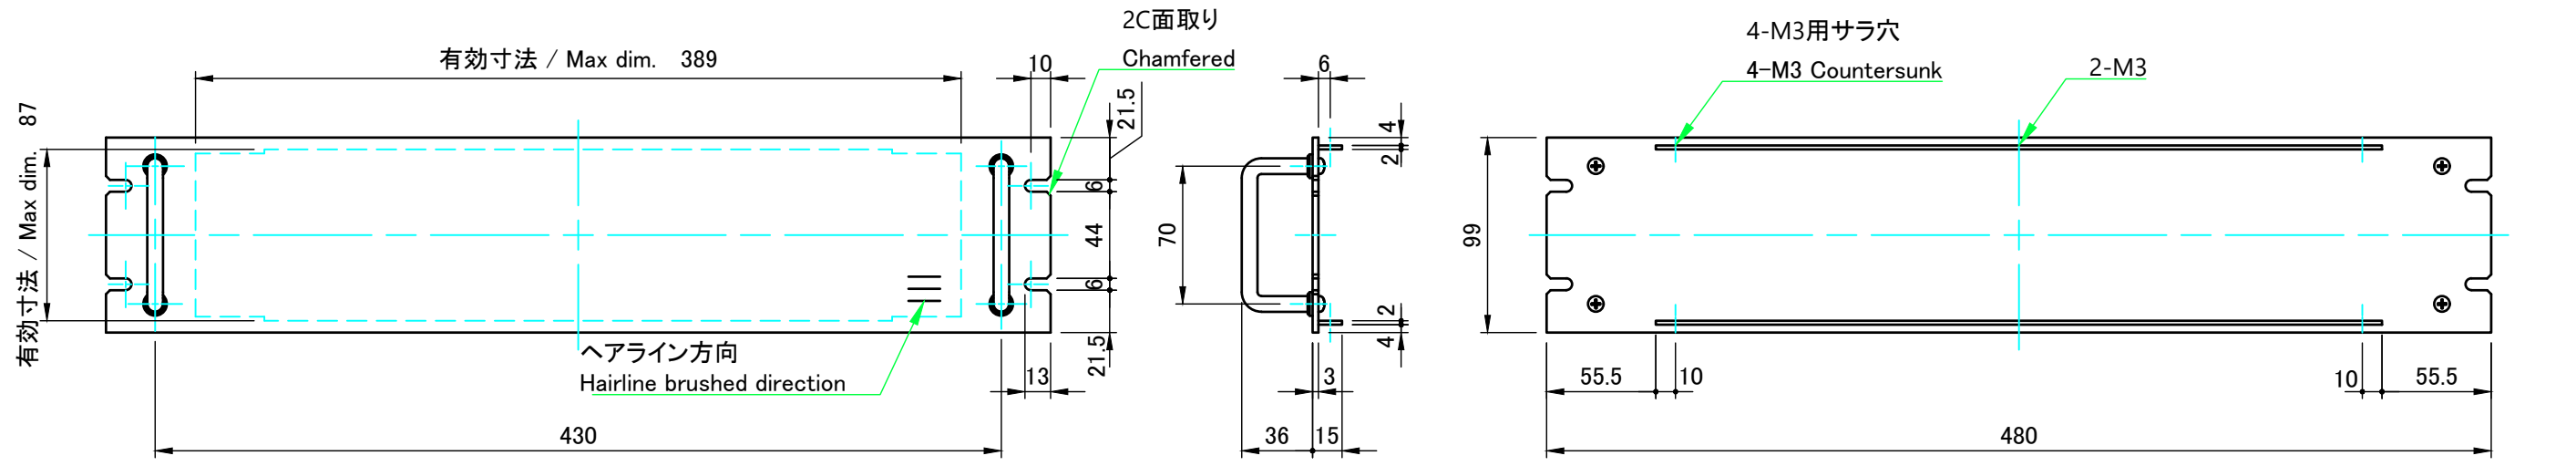 有効寸法 / Max dim. 389
有効寸法 / Max dim. 87
10
2C面取り
Chamfered
21.5
6
44
6
21.5
13
ヘアライン方向
Hairline brushed direction
430
6
4
2
70
2
4
3
36
15
4-M3用サラ穴
4-M3 Countersunk
2-M3
99
55.5
10
10
55.5
480